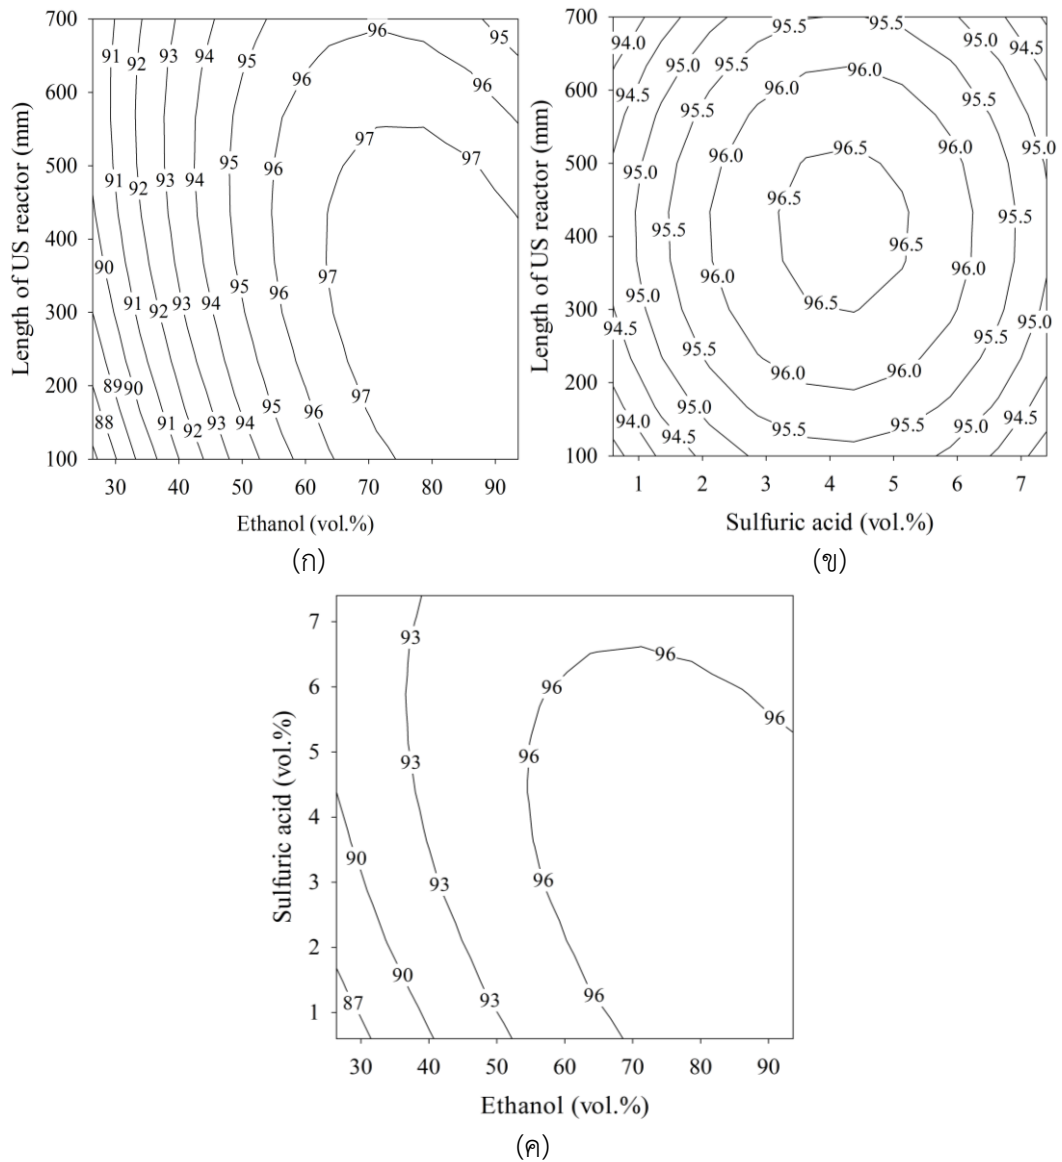 700
600
500
400
300
200
100
Length of US reactor (mm)
91 92 93 94 95 96 95
96 96
97 97
91 92 93 94 95 96
90 91 92 93 94 95 96 97
89 90 91 92 93 94 95 96 97
88
30 40 50 60 70 80 90
Ethanol (vol.%)
(ก)
700
600
500
400
300
200
100
Length of US reactor (mm)
94.0 95.0 95.5 95.5 95.0 94.5
94.5 95.5 96.0 96.0 95.5
95.0 96.0 96.5 96.0 95.0
95.5 96.5 96.5 95.5
96.0 96.5 96.0
94.5 95.0 95.5 96.0 96.0 95.5 95.0
94.0 94.5 95.0 95.5 95.5 95.0 94.5
1 2 3 4 5 6 7
Sulfuric acid (vol.%)
(ข)
7
6
5
4
3
2
1
Sulfuric acid (vol.%)
93 96
96 96
93 96
90 93 96
87 90 93 96
30 40 50 60 70 80 90
Ethanol (vol.%)
(ค)